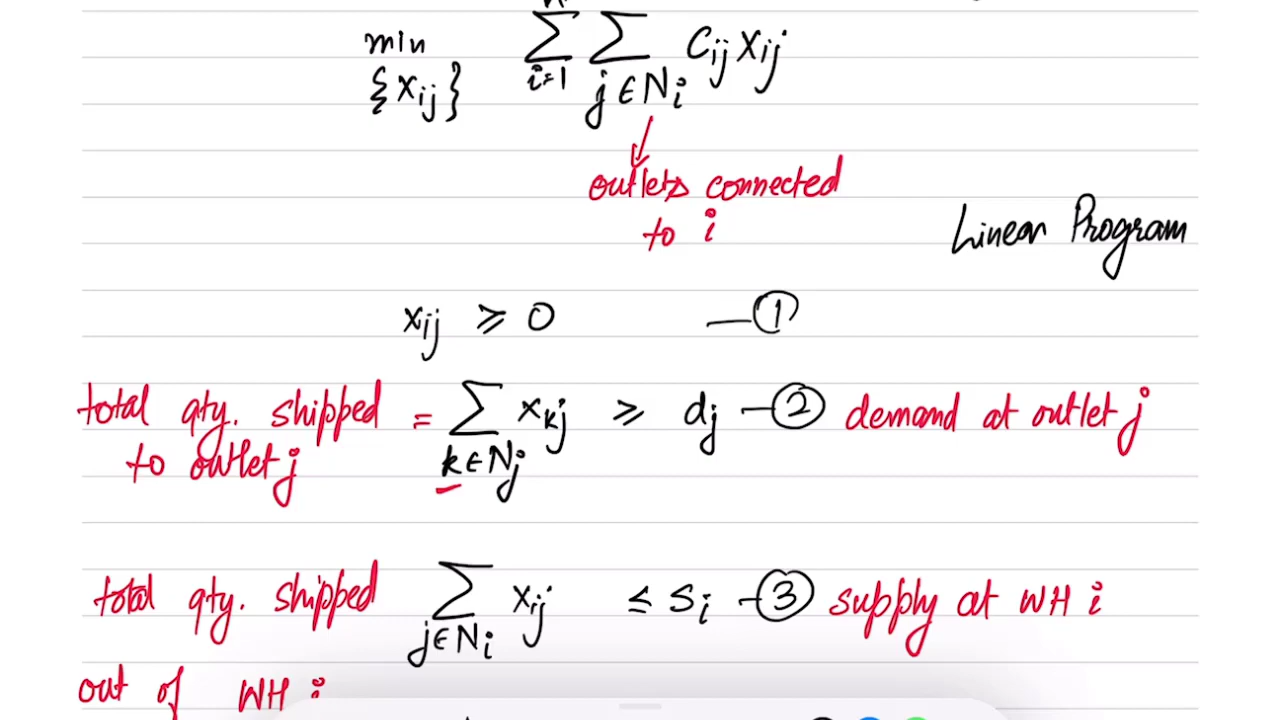 min ∑ᵢ₌₁ ∑_{j∈Nᵢ} Cᵢⱼ Xᵢⱼ
{Xᵢⱼ}
outlets connected
to i
Linear Program
xᵢⱼ ≥ 0 — ①
total qty. shipped = ∑_{k∈Nⱼ} xₖⱼ ≥ dⱼ — ② demand at outlet j
to outlet j
total qty. shipped ∑_{j∈Nᵢ} xᵢⱼ ≤ Sᵢ — ③ supply at WH i
out of WH i